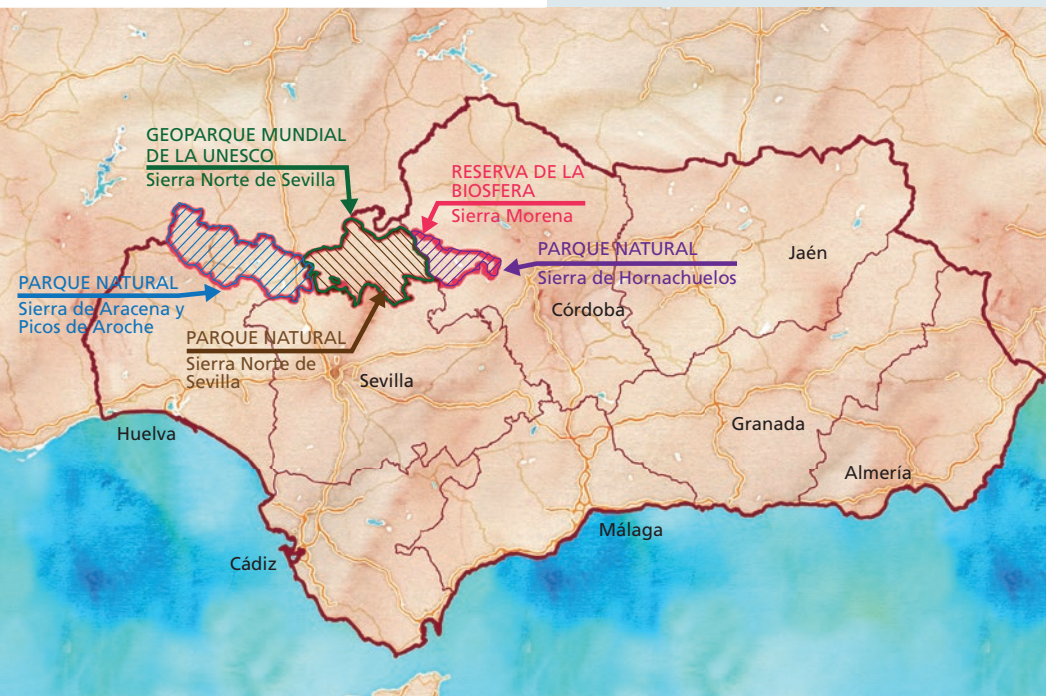 GEOPARQUE MUNDIAL
DE LA UNESCO
Sierra Norte de Sevilla
RESERVA DE LA
BIOSFERA
Sierra Morena
PARQUE NATURAL
Sierra de Hornachuelos
PARQUE NATURAL
Sierra de Aracena y
Picos de Aroche
PARQUE NATURAL
Sierra Norte de
Sevilla
Jaén
Córdoba
Sevilla
Huelva
Granada
Almería
Málaga
Cádiz